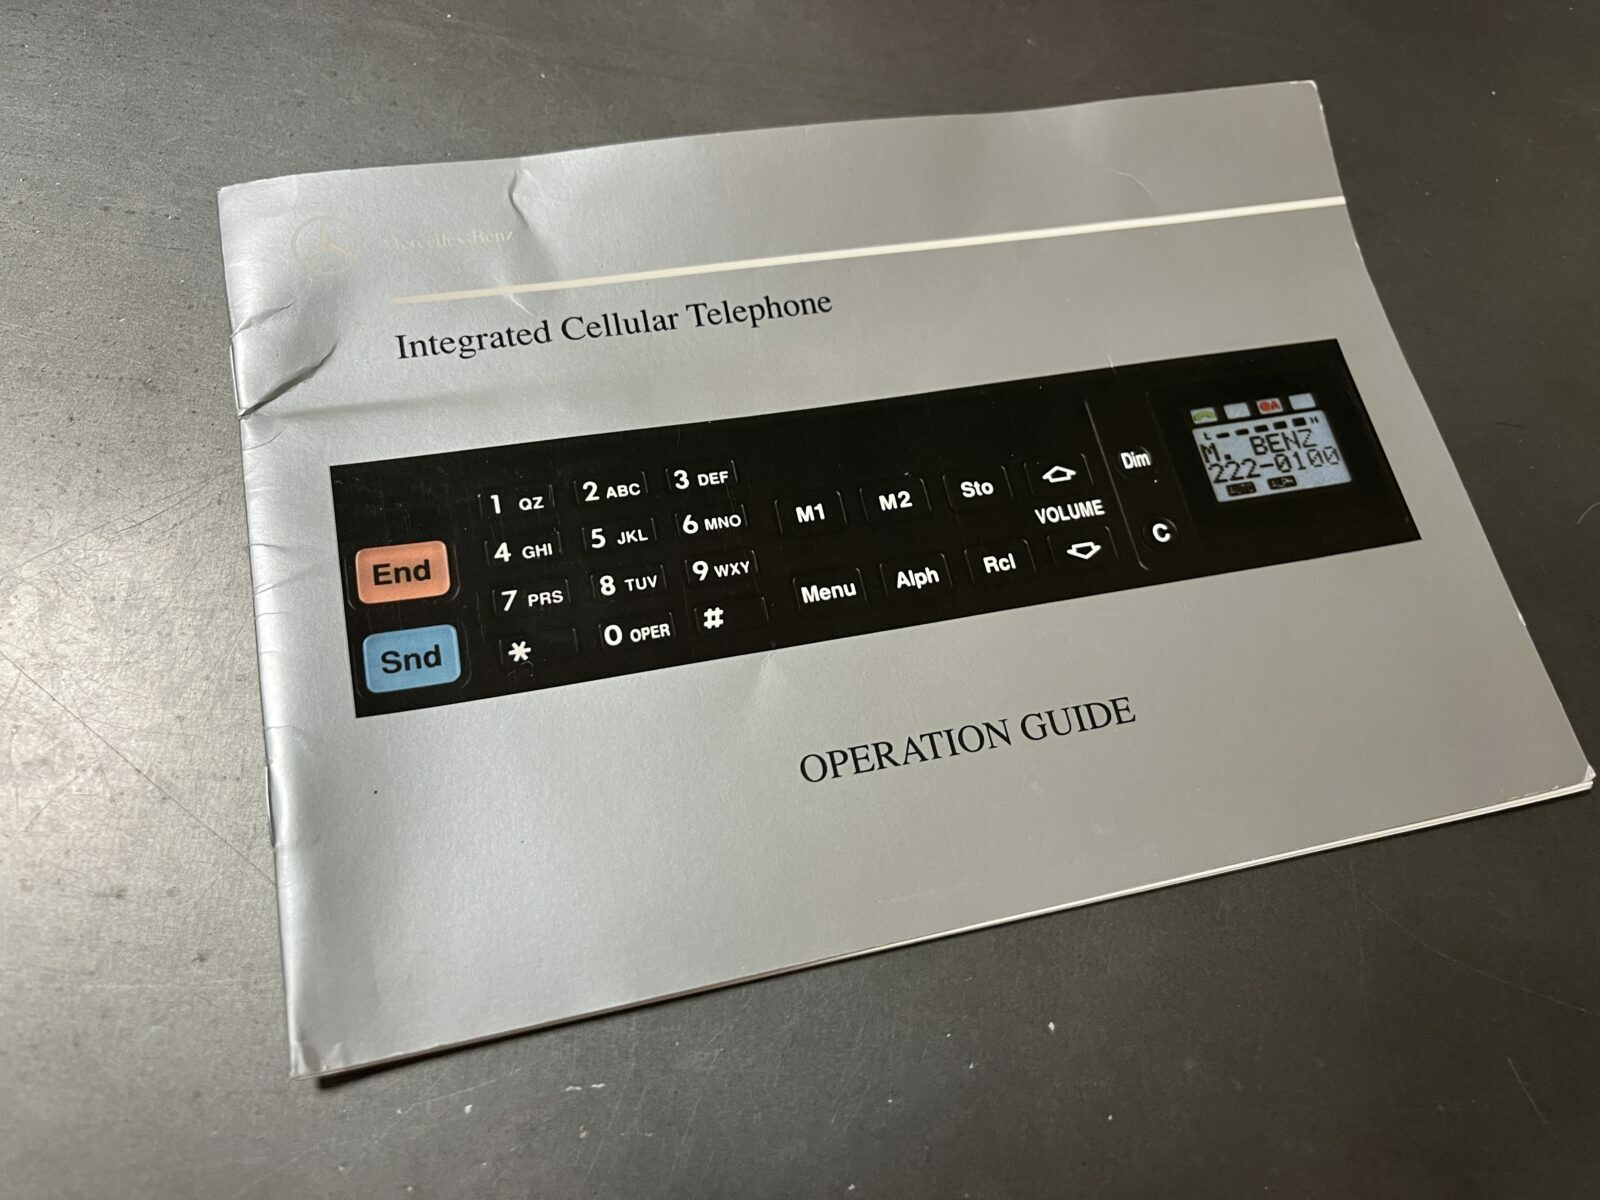 Mercedes-Benz
Integrated Cellular Telephone
End
Snd
1 QZ
2 ABC
3 DEF
4 GHI
5 JKL
6 MNO
7 PRS
8 TUV
9 WXY
*
0 OPER
#
M1
M2
Sto
Menu
Alph
Rcl
VOLUME
Dim
C
M. BENZ
222-0100
OPERATION GUIDE